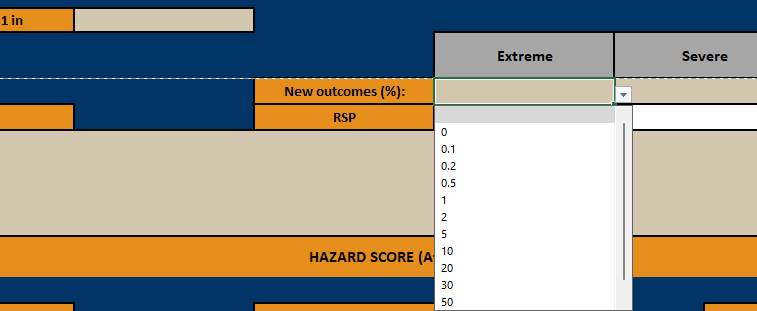 1 in
Extreme
Severe
New outcomes (%):
RSP
0
0.1
0.2
0.5
1
2
5
10
20
30
50
HAZARD SCORE (A